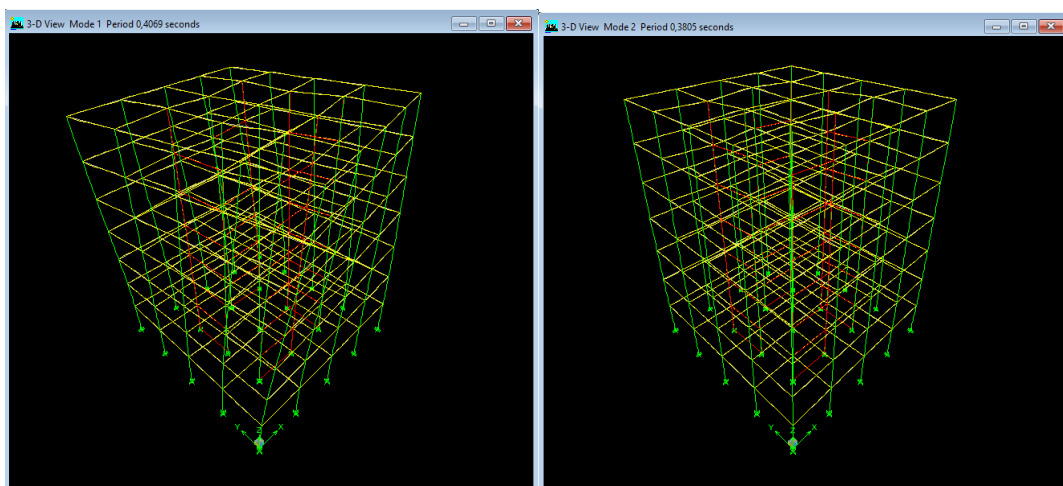 3-D View Mode 1 Period 0,4069 seconds
3-D View Mode 2 Period 0,3805 seconds
Y Z X
Y Z X